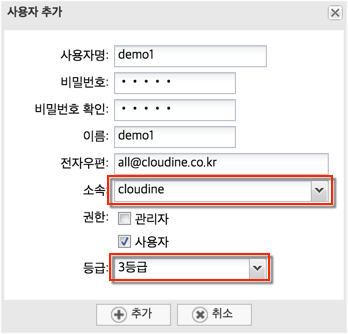 사용자 추가
사용자명: demo1
비밀번호: •••••
비밀번호 확인: •••••
이름: demo1
전자우편: all@cloudine.co.kr
소속: cloudine
권한: 관리자
사용자
등급: 3등급
추가 취소